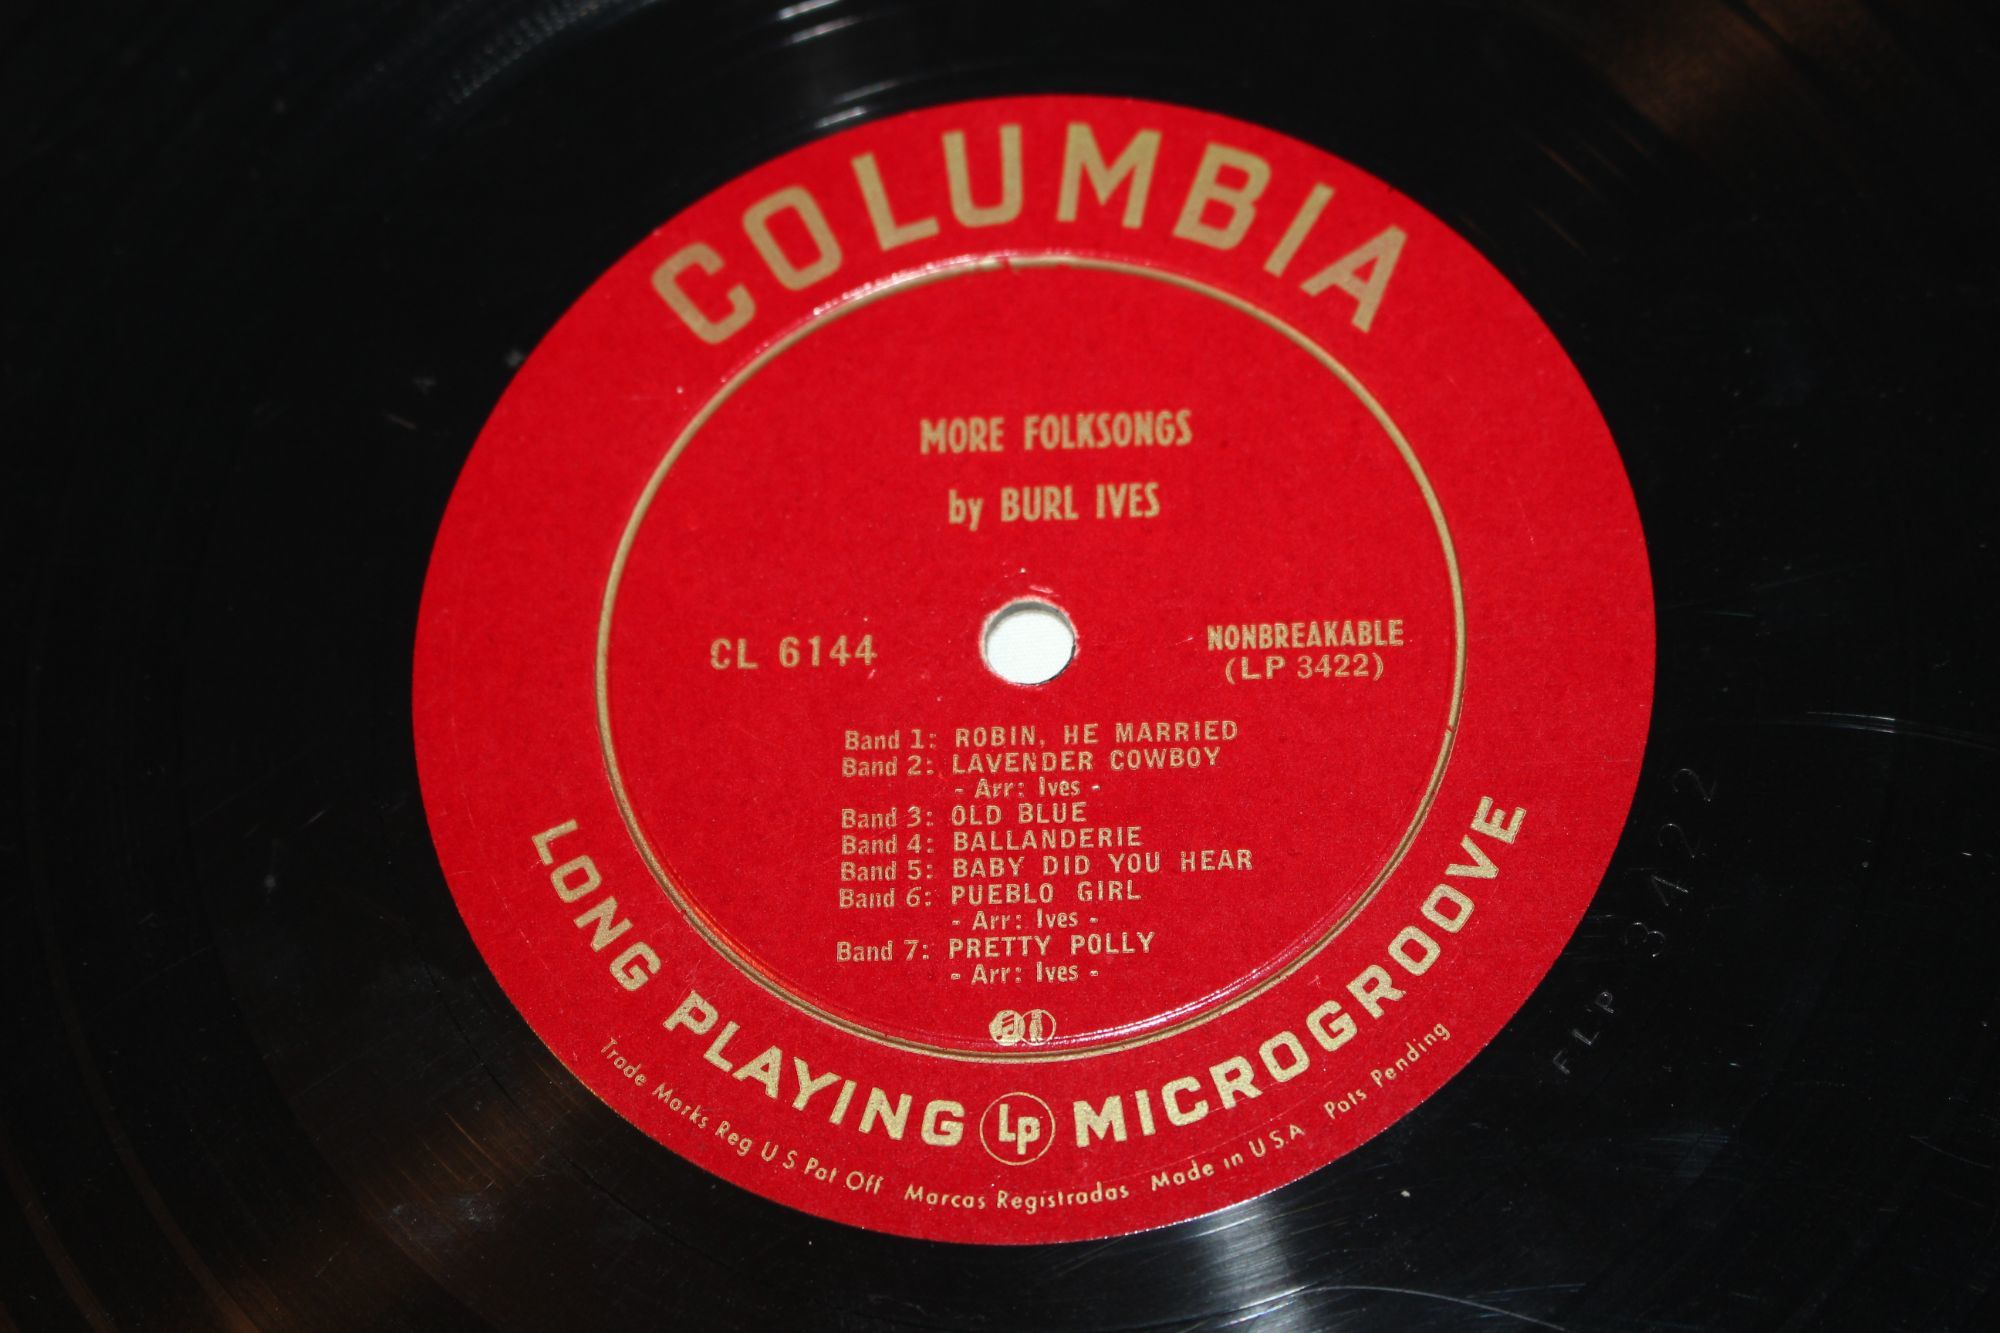 COLUMBIA
MORE FOLKSONGS
by BURL IVES
CL 6144
NONBREAKABLE
(LP 3422)
Band 1: ROBIN, HE MARRIED
Band 2: LAVENDER COWBOY
- Arr: Ives -
Band 3: OLD BLUE
Band 4: BALLANDERIE
Band 5: BABY DID YOU HEAR
Band 6: PUEBLO GIRL
- Arr: Ives -
Band 7: PRETTY POLLY
- Arr: Ives -
LONG PLAYING Lp MICROGROOVE
Trade Marks Reg U S Pat Off Marcas Registradas Made in U.S.A Pats Pending
FLP 3422